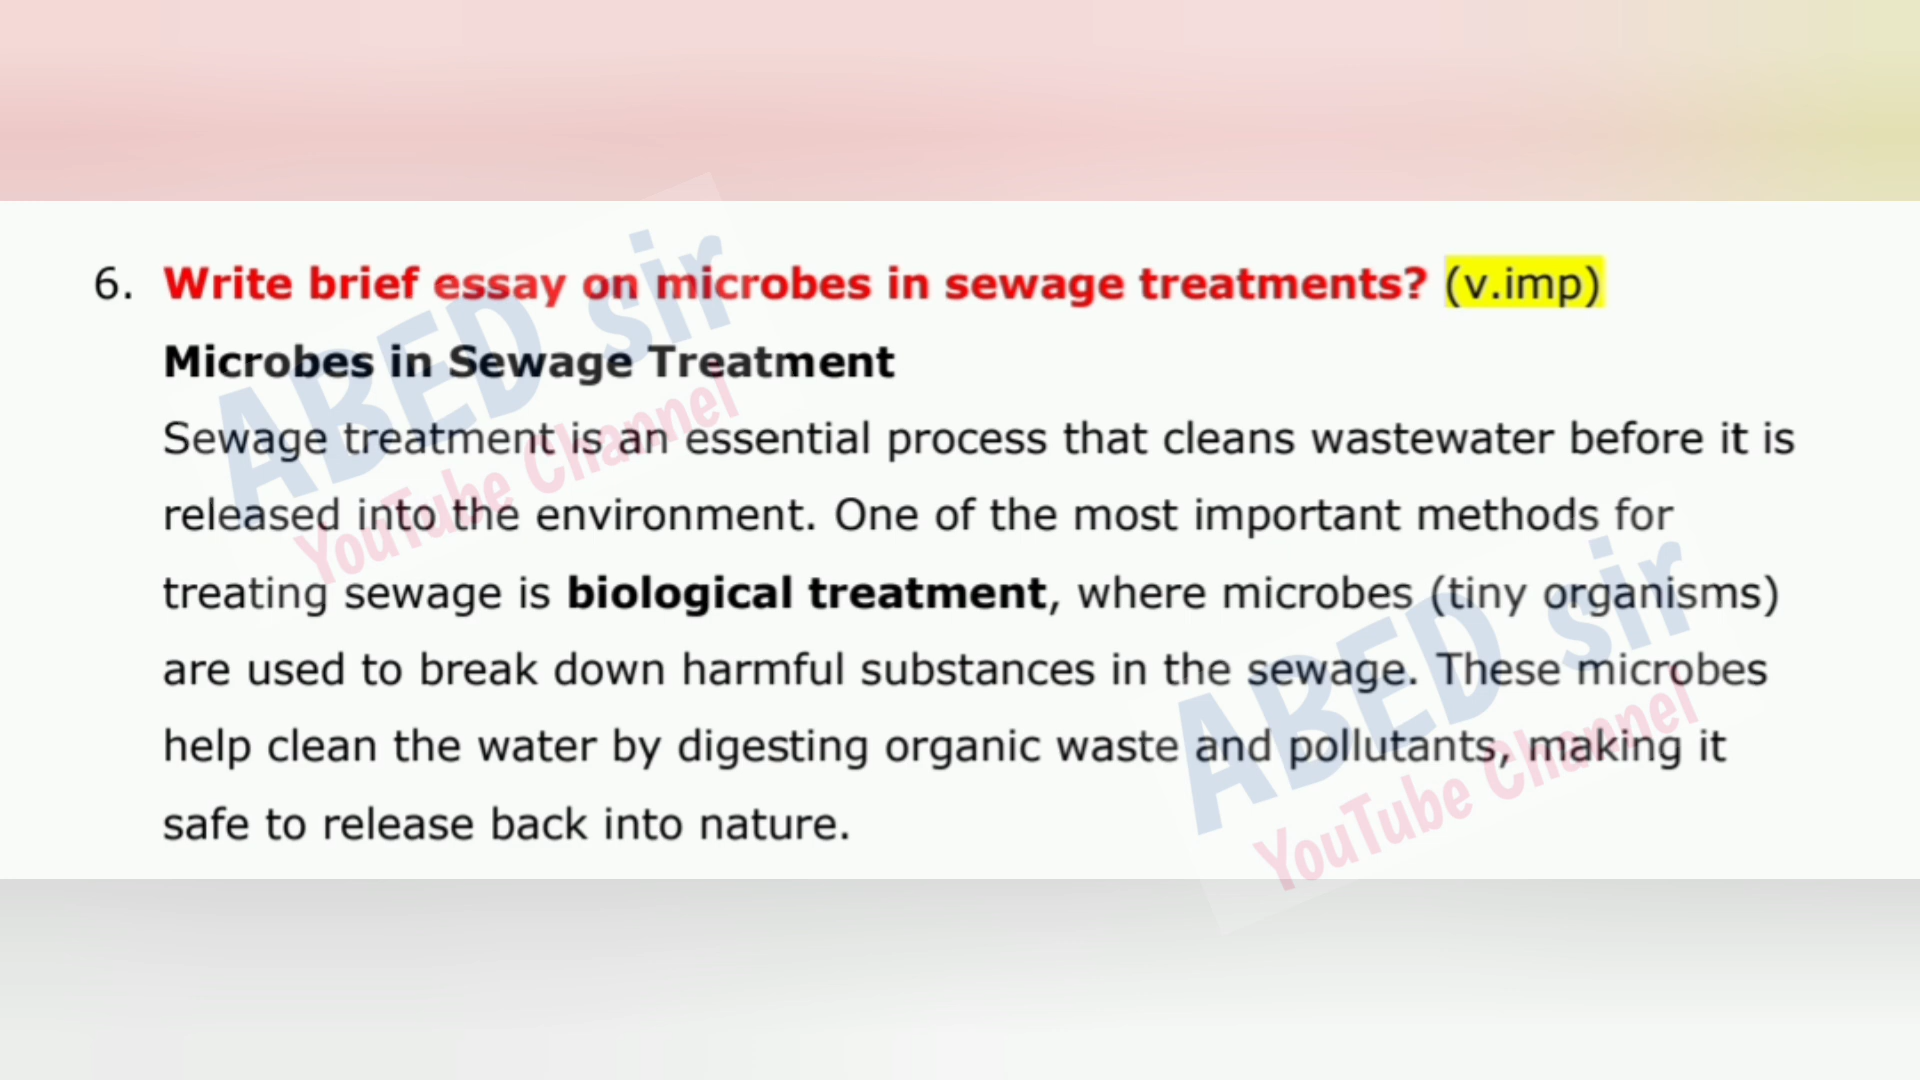 6. Write brief essay on microbes in sewage treatments? (v.imp)
Microbes in Sewage Treatment
Sewage treatment is an essential process that cleans wastewater before it is
released into the environment. One of the most important methods for
treating sewage is biological treatment, where microbes (tiny organisms)
are used to break down harmful substances in the sewage. These microbes
help clean the water by digesting organic waste and pollutants, making it
safe to release back into nature.
ABED sir
YouTube Channel
ABED sir
YouTube Channel